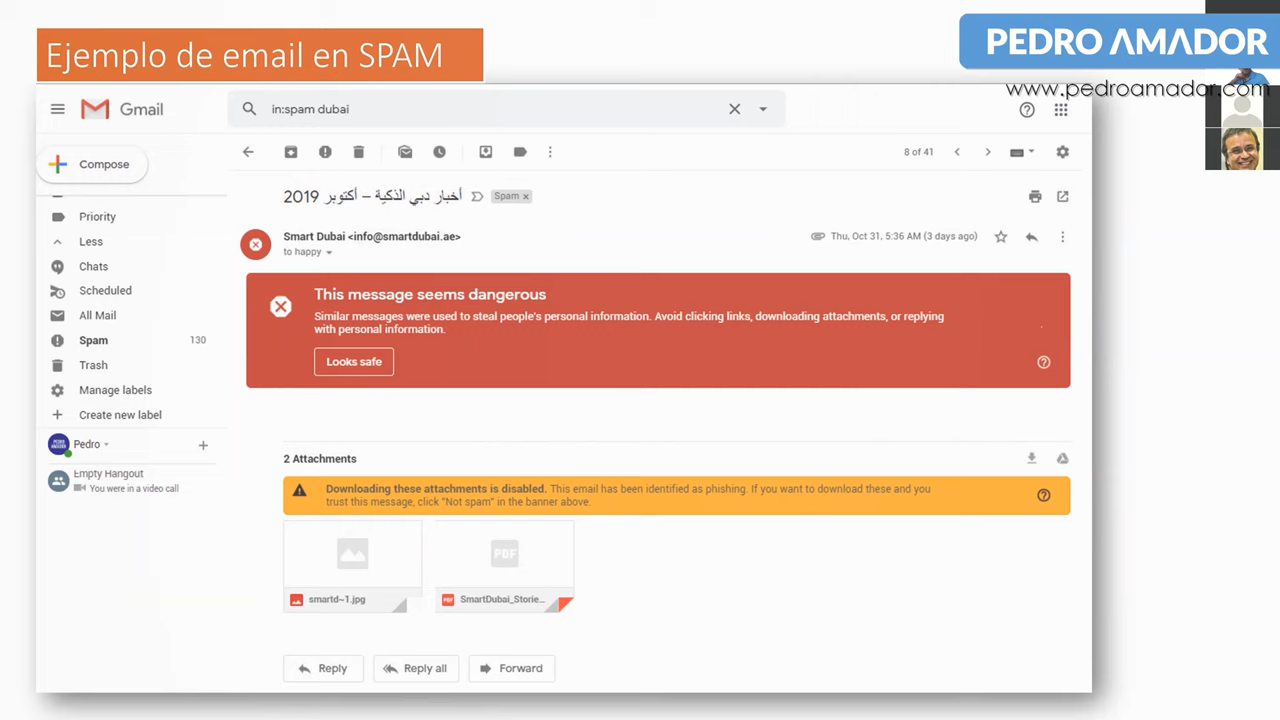 Ejemplo de email en SPAM
PEDRO AMADOR
www.pedroamador.com
Gmail
in:spam dubai
Compose
8 of 41
Priority
Less
Chats
Scheduled
All Mail
Spam 130
Trash
Manage labels
Create new label
Pedro
Empty Hangout
You were in a video call
أخبار دبي الذكية – أكتوبر 2019
Spam x
Smart Dubai <info@smartdubai.ae>
Thu, Oct 31, 5:36 AM (3 days ago)
to happy
This message seems dangerous
Similar messages were used to steal people's personal information. Avoid clicking links, downloading attachments, or replying
with personal information.
Looks safe
2 Attachments
Downloading these attachments is disabled. This email has been identified as phishing. If you want to download these and you
trust this message, click "Not spam" in the banner above.
PDF
smartd~1.jpg
PDF SmartDubai_Storie...
Reply
Reply all
Forward